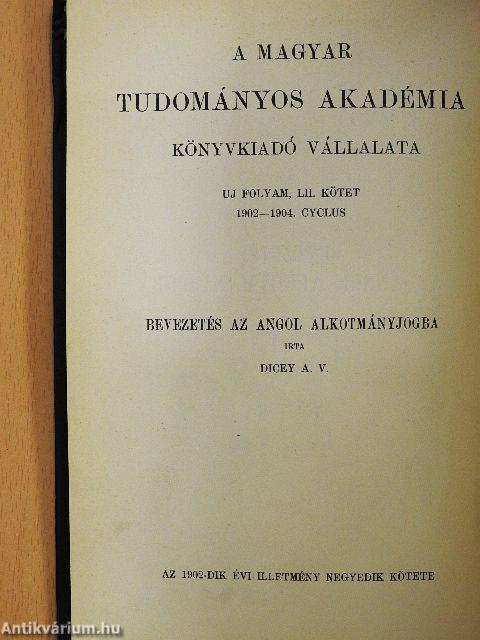 A MAGYAR
TUDOMÁNYOS AKADÉMIA
KÖNYVKIADÓ VÁLLALATA
UJ FOLYAM, LII. KÖTET
1902—1904. CYCLUS
BEVEZETÉS AZ ANGOL ALKOTMÁNYJOGBA
IRTA
DICEY A. V.
AZ 1902-DIK ÉVI ILLETMÉNY NEGYEDIK KÖTETE
Antikvárium.hu